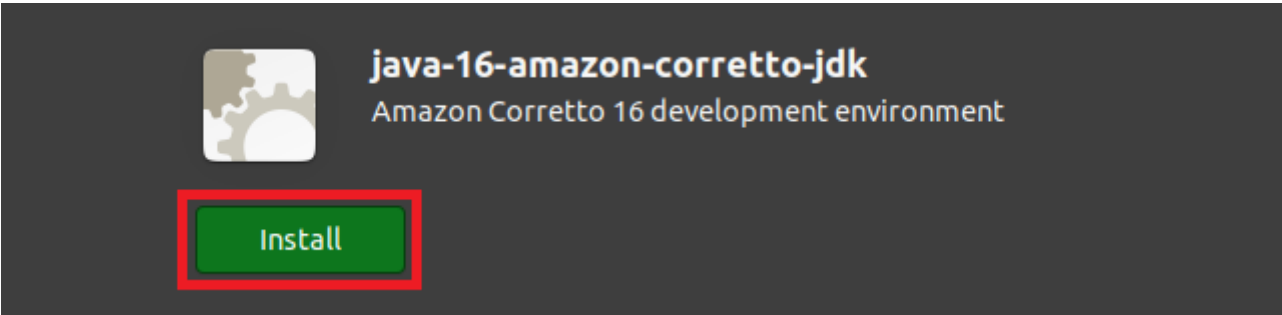 java-16-amazon-corretto-jdk
Amazon Corretto 16 development environment
Install